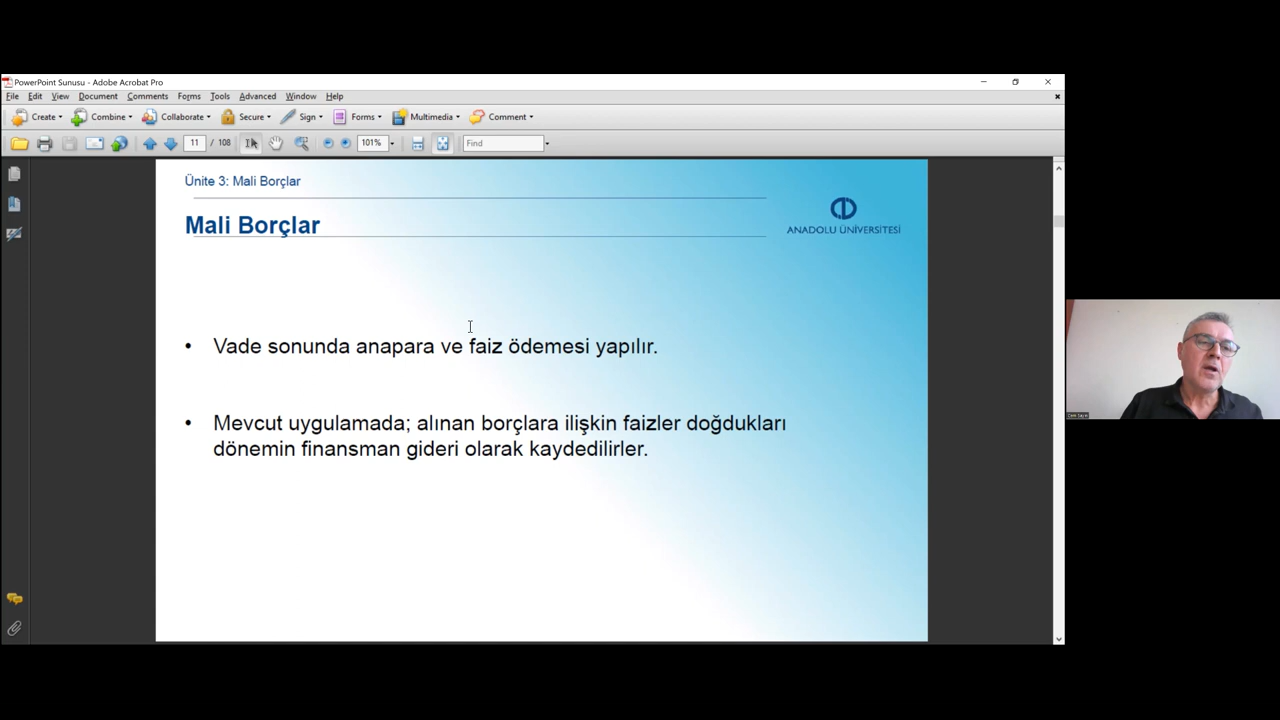 PowerPoint Sunusu - Adobe Acrobat Pro
File Edit View Document Comments Forms Tools Advanced Window Help
Create Combine Collaborate Secure Sign Forms Multimedia Comment
11 / 108 101% Find
Ünite 3: Mali Borçlar
Mali Borçlar
ANADOLU ÜNİVERSİTESİ
• Vade sonunda anapara ve faiz ödemesi yapılır.
• Mevcut uygulamada; alınan borçlara ilişkin faizler doğdukları
dönemin finansman gideri olarak kaydedilirler.